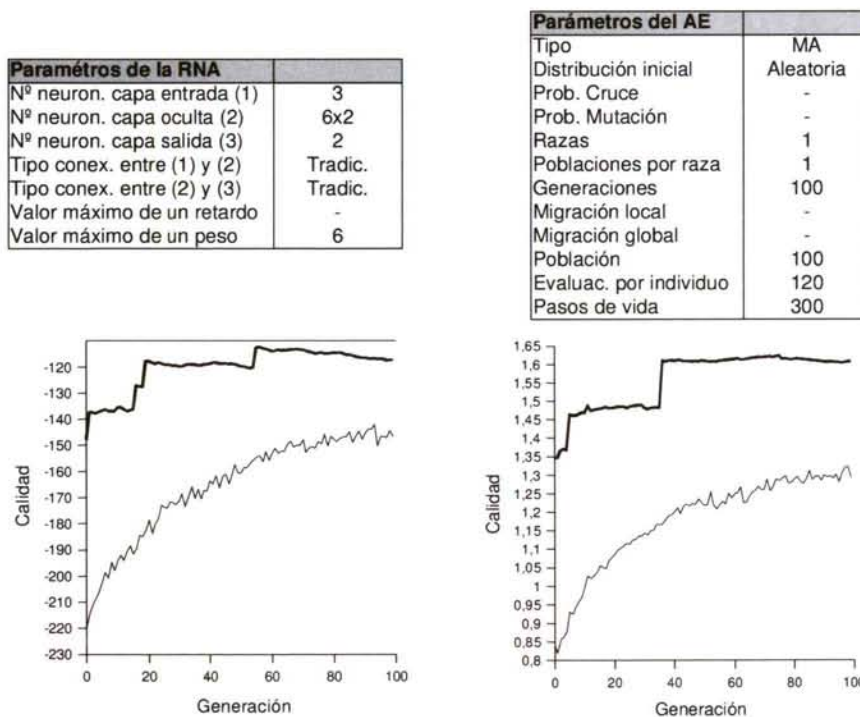 Paramétros de la RNA
Nº neuron. capa entrada (1) 3
Nº neuron. capa oculta (2) 6x2
Nº neuron. capa salida (3) 2
Tipo conex. entre (1) y (2) Tradic.
Tipo conex. entre (2) y (3) Tradic.
Valor máximo de un retardo -
Valor máximo de un peso 6
Parámetros del AE
Tipo MA
Distribución inicial Aleatoria
Prob. Cruce -
Prob. Mutación -
Razas 1
Poblaciones por raza 1
Generaciones 100
Migración local -
Migración global -
Población 100
Evaluac. por individuo 120
Pasos de vida 300
Calidad
-120
-130
-140
-150
-160
-170
-180
-190
-200
-210
-220
-230
0 20 40 60 80 100
Generación
Calidad
1,65
1,6
1,55
1,5
1,45
1,4
1,35
1,3
1,25
1,2
1,15
1,1
1,05
1
0,95
0,9
0,85
0,8
0 20 40 60 80 100
Generación